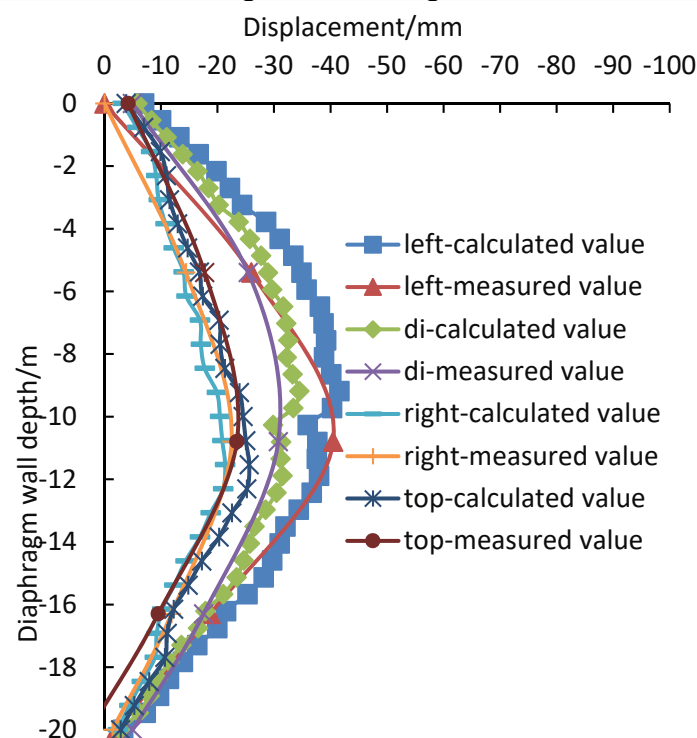 Displacement/mm
0 -10 -20 -30 -40 -50 -60 -70 -80 -90 -100
0
-2
-4
-6
-8
-10
-12
-14
-16
-18
-20
Diaphragm wall depth/m
left-calculated value
left-measured value
di-calculated value
di-measured value
right-calculated value
right-measured value
top-calculated value
top-measured value